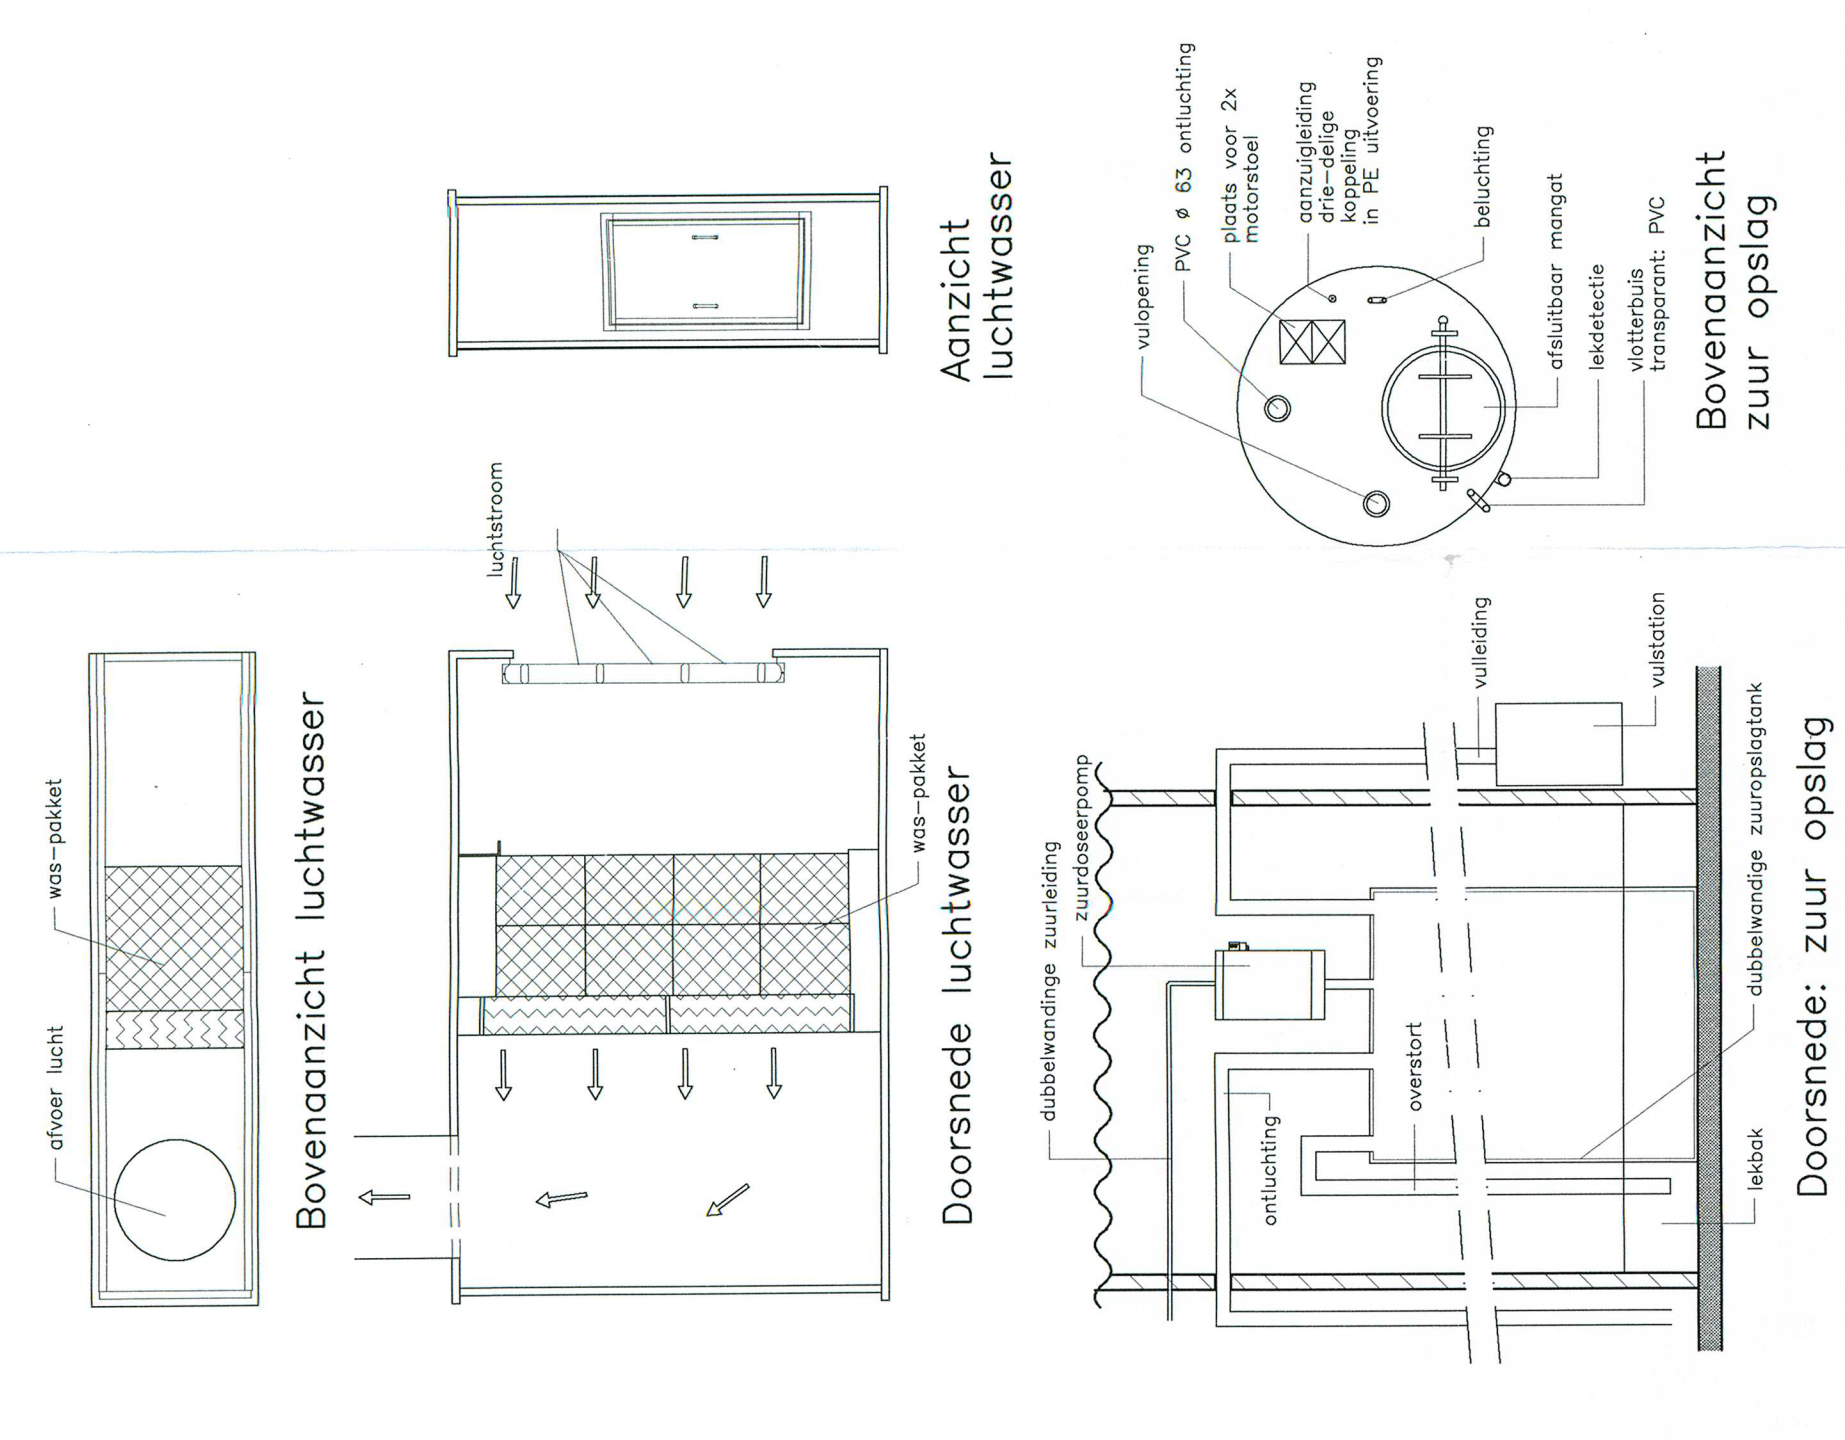 afvoer lucht
was-pakket
Bovenaanzicht luchtwasser
luchtstroom
was-pakket
Doorsnede luchtwasser
Aanzicht
luchtwasser
dubbelwandinge zuurleiding
zuurdoseerpomp
ontluchting
overstort
vulleiding
vulstation
dubbelwandige zuuropslagtank
lekbak
Doorsnede: zuur opslag
vulopening
PVC ø 63 ontluchting
plaats voor 2x
motorstoel
aanzuigleiding
drie-delige
koppeling
in PE uitvoering
beluchting
afsluitbaar mangat
lekdetectie
vlotterbuis
transparant: PVC
Bovenaanzicht
zuur opslag